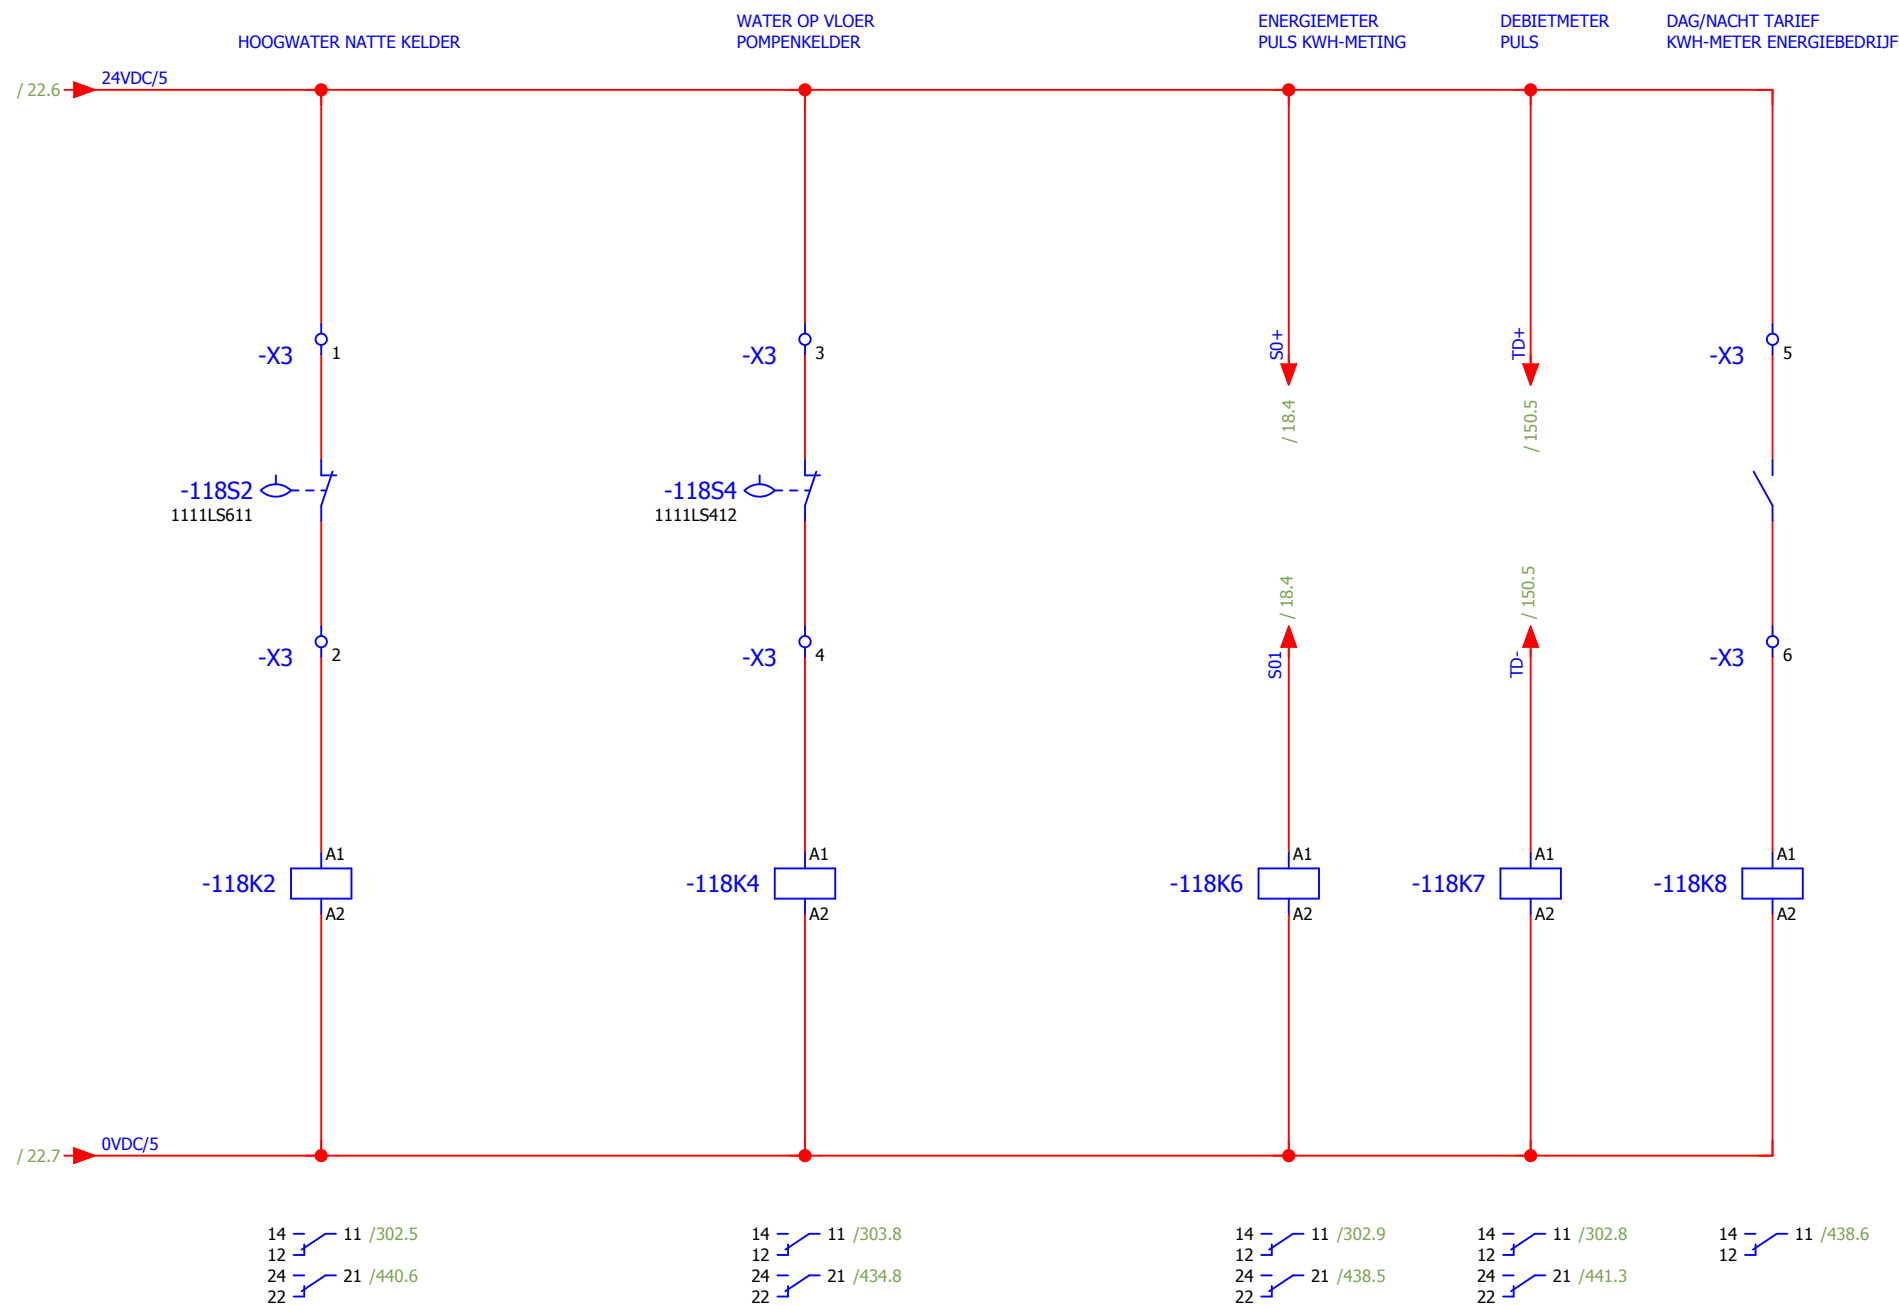 HOOGWATER NATTE KELDER
WATER OP VLOER
POMPENKELDER
ENERGIEMETER
PULS KWH-METING
DEBIETMETER
PULS
DAG/NACHT TARIEF
KWH-METER ENERGIEBEDRIJF
/ 22.6
24VDC/5
-X3 1
-X3 3
S0+
/ 18.4
TD+
/ 150.5
-X3 5
-118S2
1111LS611
-118S4
1111LS412
-X3 2
-X3 4
/ 18.4
S01
/ 150.5
TD-
-X3 6
A1
-118K2
A2
A1
-118K4
A2
A1
-118K6
A2
A1
-118K7
A2
A1
-118K8
A2
/ 22.7
0VDC/5
14 11 /302.5
12
24 21 /440.6
22
14 11 /303.8
12
24 21 /434.8
22
14 11 /302.9
12
24 21 /438.5
22
14 11 /302.8
12
24 21 /441.3
22
14 11 /438.6
12